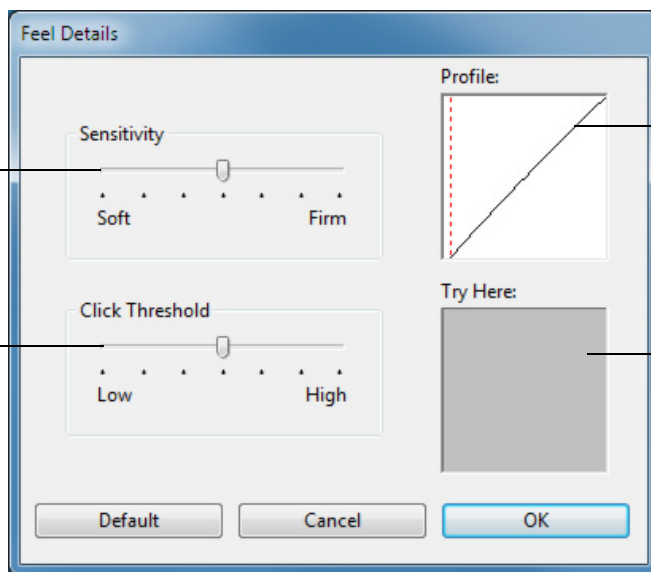 Feel Details
Sensitivity
Soft Firm
Click Threshold
Low High
Profile:
Try Here:
Default Cancel OK